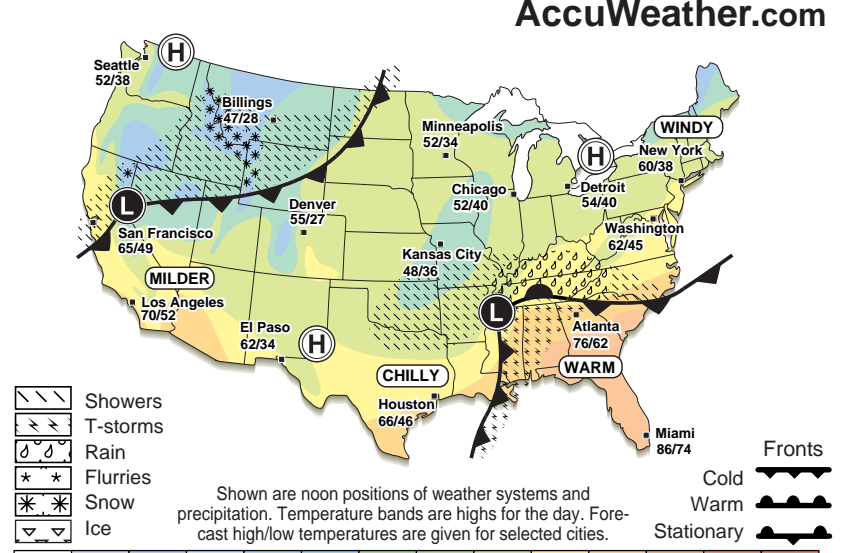 AccuWeather.com
H
Seattle
52/38
Billings
47/28
Minneapolis
52/34
WINDY
H
New York
60/38
Chicago
52/40
Detroit
54/40
Denver
55/27
L
San Francisco
65/49
Washington
62/45
Kansas City
48/36
MILDER
Los Angeles
70/52
L
El Paso
62/34
H
Atlanta
76/62
WARM
CHILLY
Houston
66/46
Miami
86/74
Showers
T-storms
Rain
Flurries
Snow
Ice
Shown are noon positions of weather systems and
precipitation. Temperature bands are highs for the day. Fore-
cast high/low temperatures are given for selected cities.
Fronts
Cold
Warm
Stationary